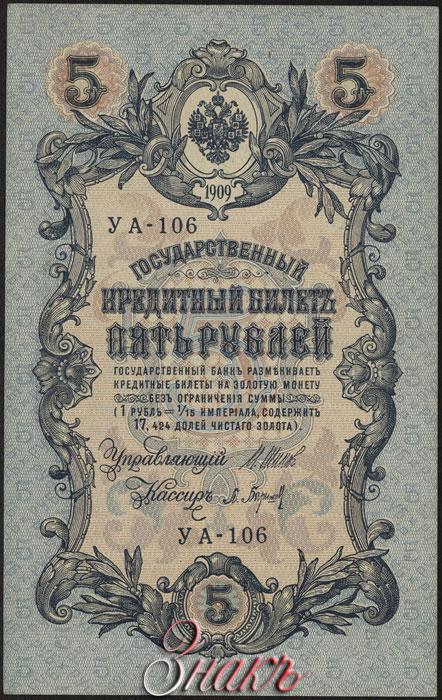 5 5
1909
УА-106
ГОСУДАРСТВЕННЫЙ
КРЕДИТНЫЙ БИЛЕТЪ
ПЯТЬ РУБЛЕЙ
ГОСУДАРСТВЕННЫЙ БАНКЪ РАЗМѢНИВАЕТЪ
КРЕДИТНЫЕ БИЛЕТЫ НА ЗОЛОТУЮ МОНЕТУ
БЕЗЪ ОГРАНИЧЕНІЯ СУММЫ
(1 РУБЛЬ = 1/15 ИМПЕРІАЛА, СОДЕРЖИТЪ
17,424 ДОЛЕЙ ЧИСТАГО ЗОЛОТА).
Управляющій
Кассиръ
УА-106
5
Знакъ